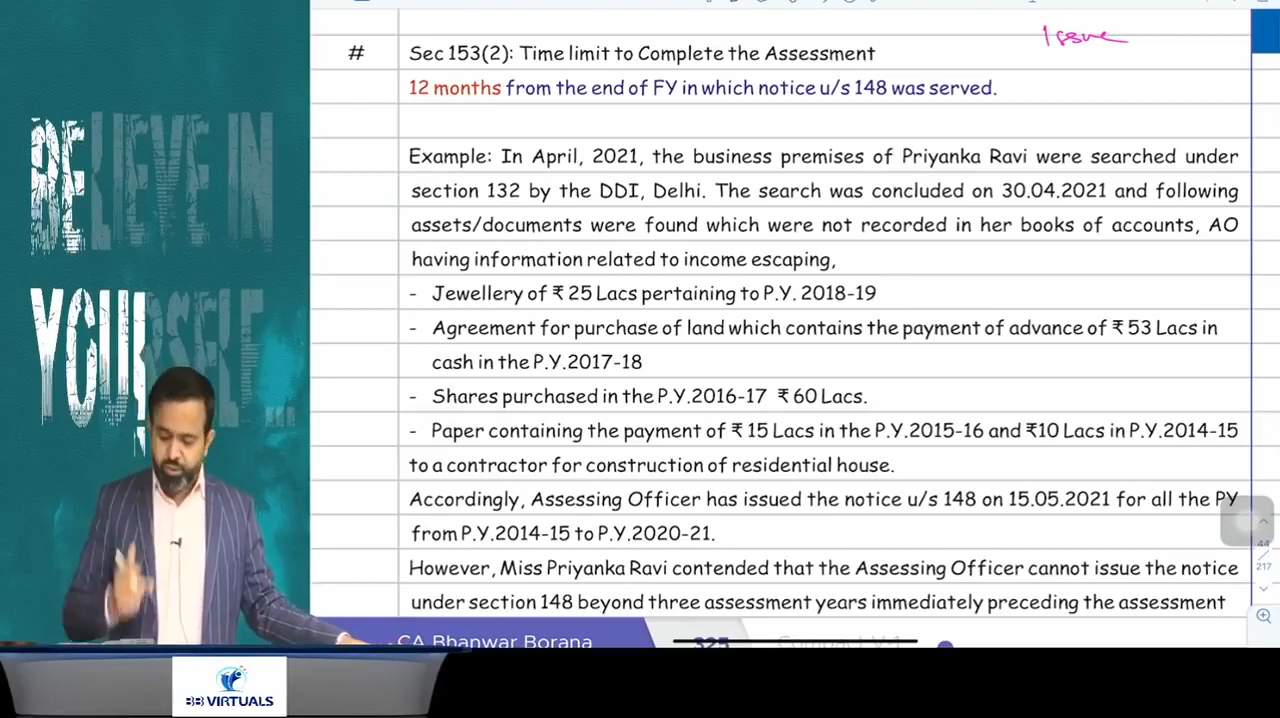 Issue
# Sec 153(2): Time limit to Complete the Assessment
12 months from the end of FY in which notice u/s 148 was served.
Example: In April, 2021, the business premises of Priyanka Ravi were searched under
section 132 by the DDI, Delhi. The search was concluded on 30.04.2021 and following
assets/documents were found which were not recorded in her books of accounts, AO
having information related to income escaping,
- Jewellery of ₹ 25 Lacs pertaining to P.Y. 2018-19
- Agreement for purchase of land which contains the payment of advance of ₹ 53 Lacs in
cash in the P.Y.2017-18
- Shares purchased in the P.Y.2016-17 ₹ 60 Lacs.
- Paper containing the payment of ₹ 15 Lacs in the P.Y.2015-16 and ₹10 Lacs in P.Y.2014-15
to a contractor for construction of residential house.
Accordingly, Assessing Officer has issued the notice u/s 148 on 15.05.2021 for all the PY
from P.Y.2014-15 to P.Y.2020-21.
However, Miss Priyanka Ravi contended that the Assessing Officer cannot issue the notice
under section 148 beyond three assessment years immediately preceding the assessment
CA Bhanwar Borana 325 Compact V-1
44
217
BELIEVE IN
YOURSELF...
BB VIRTUALS